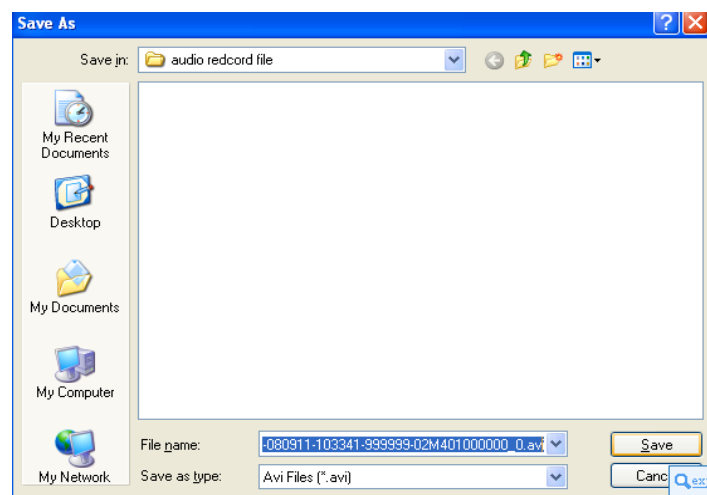 Save As
Save in:
audio redcord file
My Recent
Documents
Desktop
My Documents
My Computer
My Network
File name:
-080911-103341-999999-02M401000000_0.avi
Save
Save as type:
Avi Files (*.avi)
Canc
ex